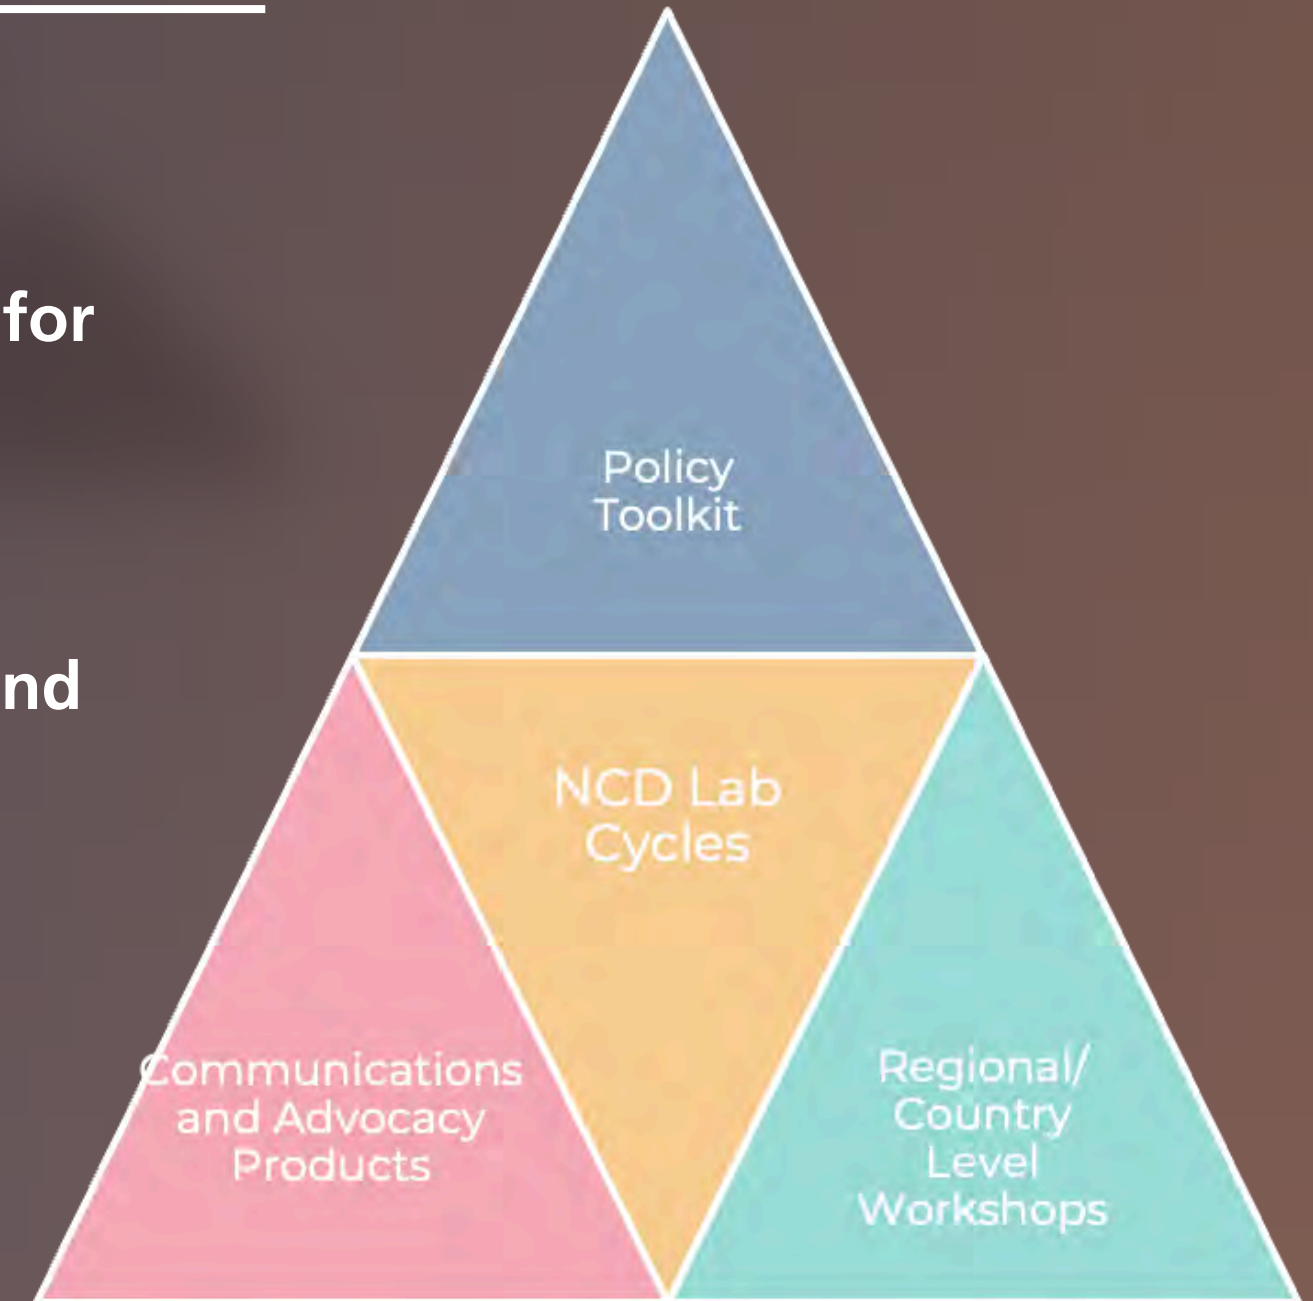 for
nd
Policy
Toolkit
NCD Lab
Cycles
Communications
and Advocacy
Products
Regional/
Country
Level
Workshops